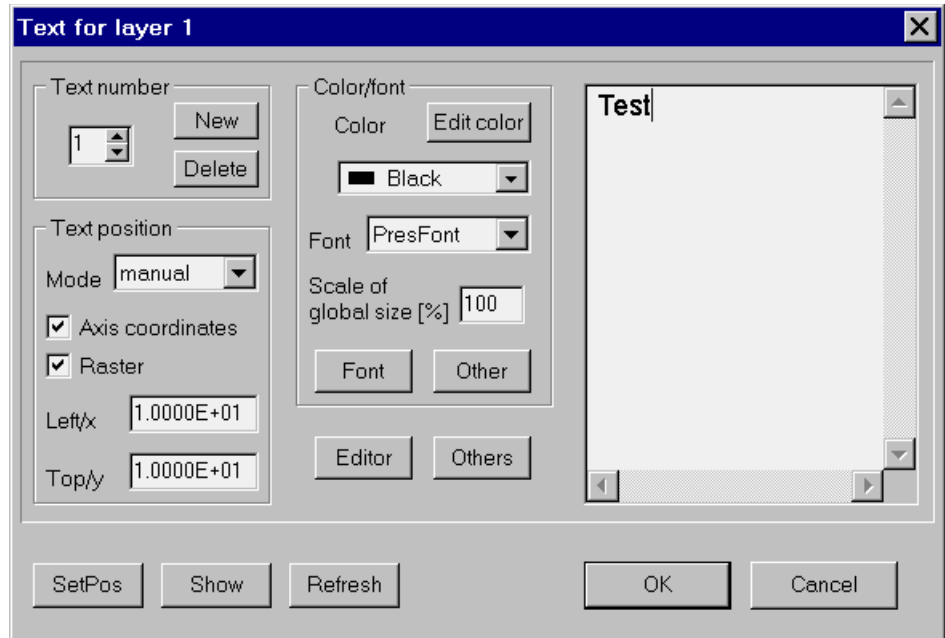 Text for layer 1
Text number
1
New
Delete
Text position
Mode manual
Axis coordinates
Raster
Left/x 1.0000E+01
Top/y 1.0000E+01
Color/font
Color Edit color
Black
Font PresFont
Scale of
global size [%] 100
Font Other
Editor Others
Test
SetPos Show Refresh OK Cancel